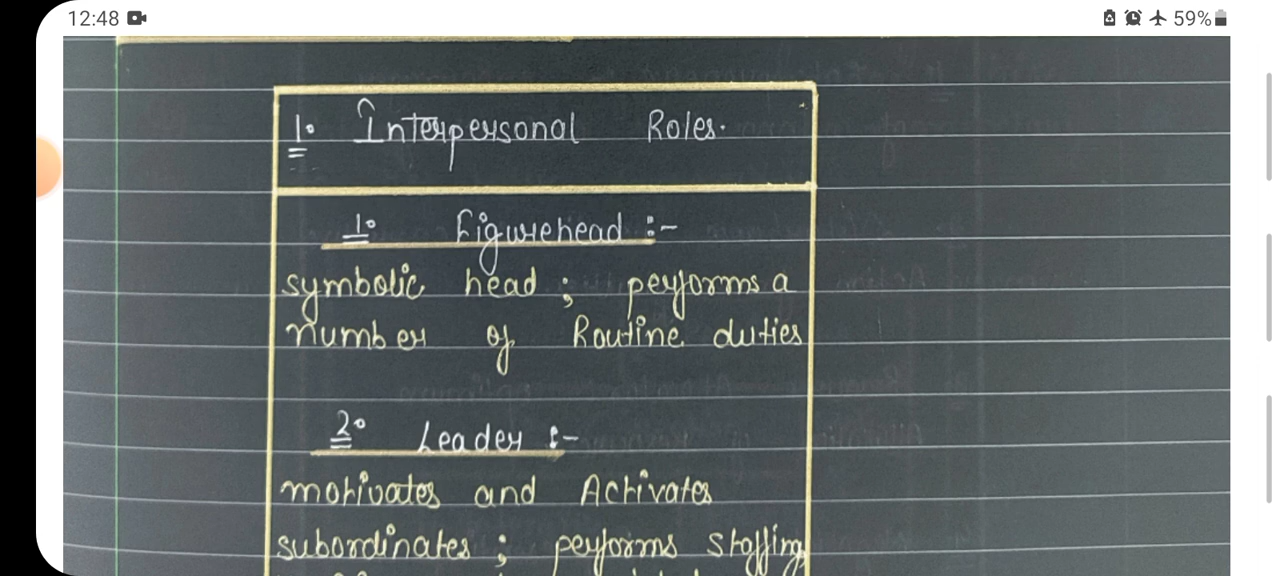 12:48
59%
1. Interpersonal Roles.
1. Figurehead :-
symbolic head ; performs a
number of Routine duties
2. Leader :-
motivates and Activates
subordinates ; performs staffing